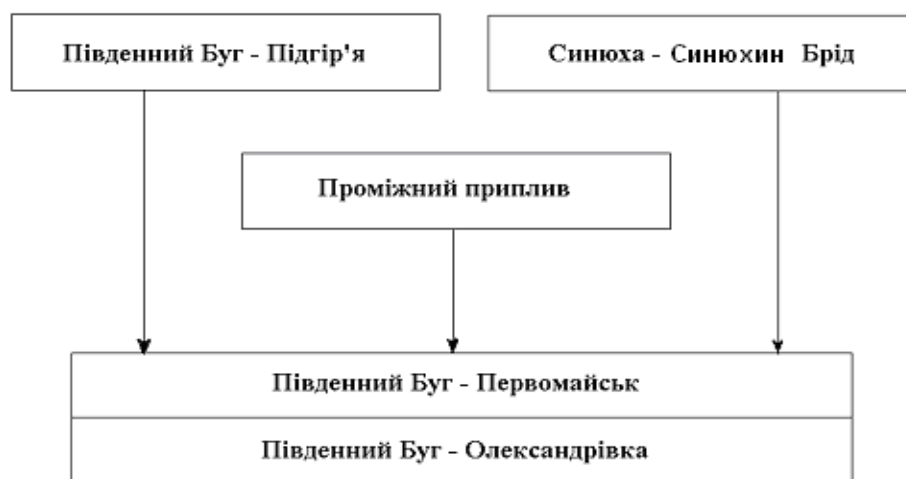 Південний Буг - Підгір'я
Синюха - Синюхин Брід
Проміжний приплив
Південний Буг - Первомайськ
Південний Буг - Олександрівка